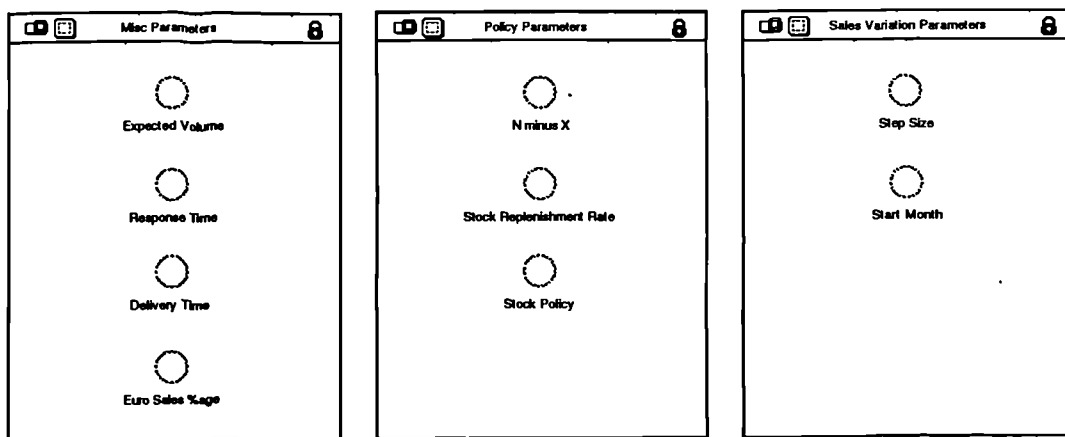 Misc Parameters
Expected Volume
Response Time
Delivery Time
Euro Sales %age
Policy Parameters
N minus X
Stock Replenishment Rate
Stock Policy
Sales Variation Parameters
Step Size
Start Month